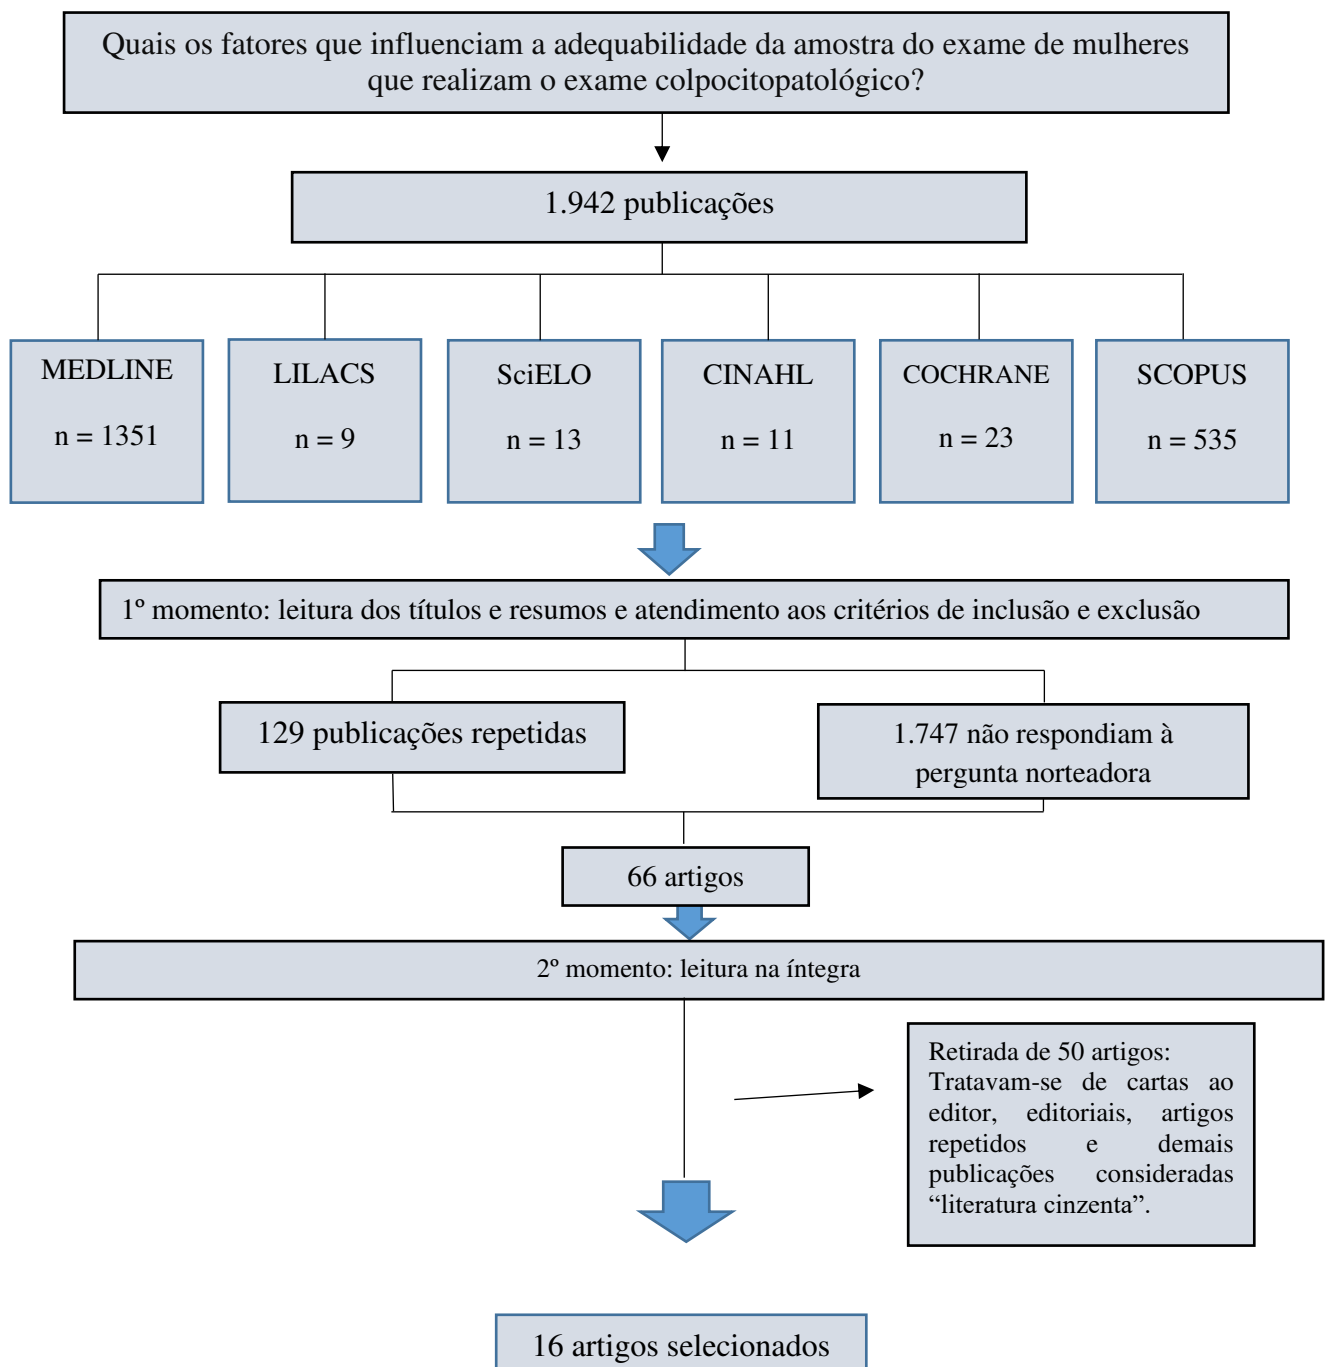 Quais os fatores que influenciam a adequabilidade da amostra do exame de mulheres
que realizam o exame colpocitopatológico?
1.942 publicações
MEDLINE
n = 1351
LILACS
n = 9
SciELO
n = 13
CINAHL
n = 11
COCHRANE
n = 23
SCOPUS
n = 535
1º momento: leitura dos títulos e resumos e atendimento aos critérios de inclusão e exclusão
129 publicações repetidas
1.747 não respondiam à
pergunta norteadora
66 artigos
2º momento: leitura na íntegra
Retirada de 50 artigos:
Tratavam-se de cartas ao
editor, editoriais, artigos
repetidos e demais
publicações consideradas
“literatura cinzenta”.
16 artigos selecionados